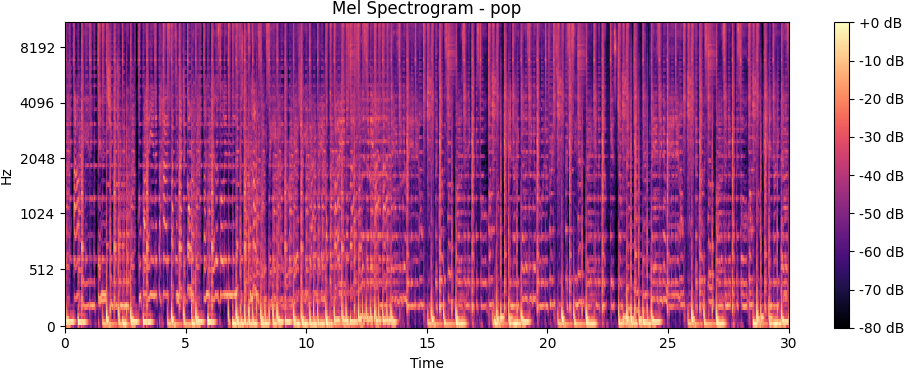 Mel Spectrogram - pop
Hz
8192
4096
2048
1024
512
0
0 5 10 15 20 25 30
Time
+0 dB
-10 dB
-20 dB
-30 dB
-40 dB
-50 dB
-60 dB
-70 dB
-80 dB